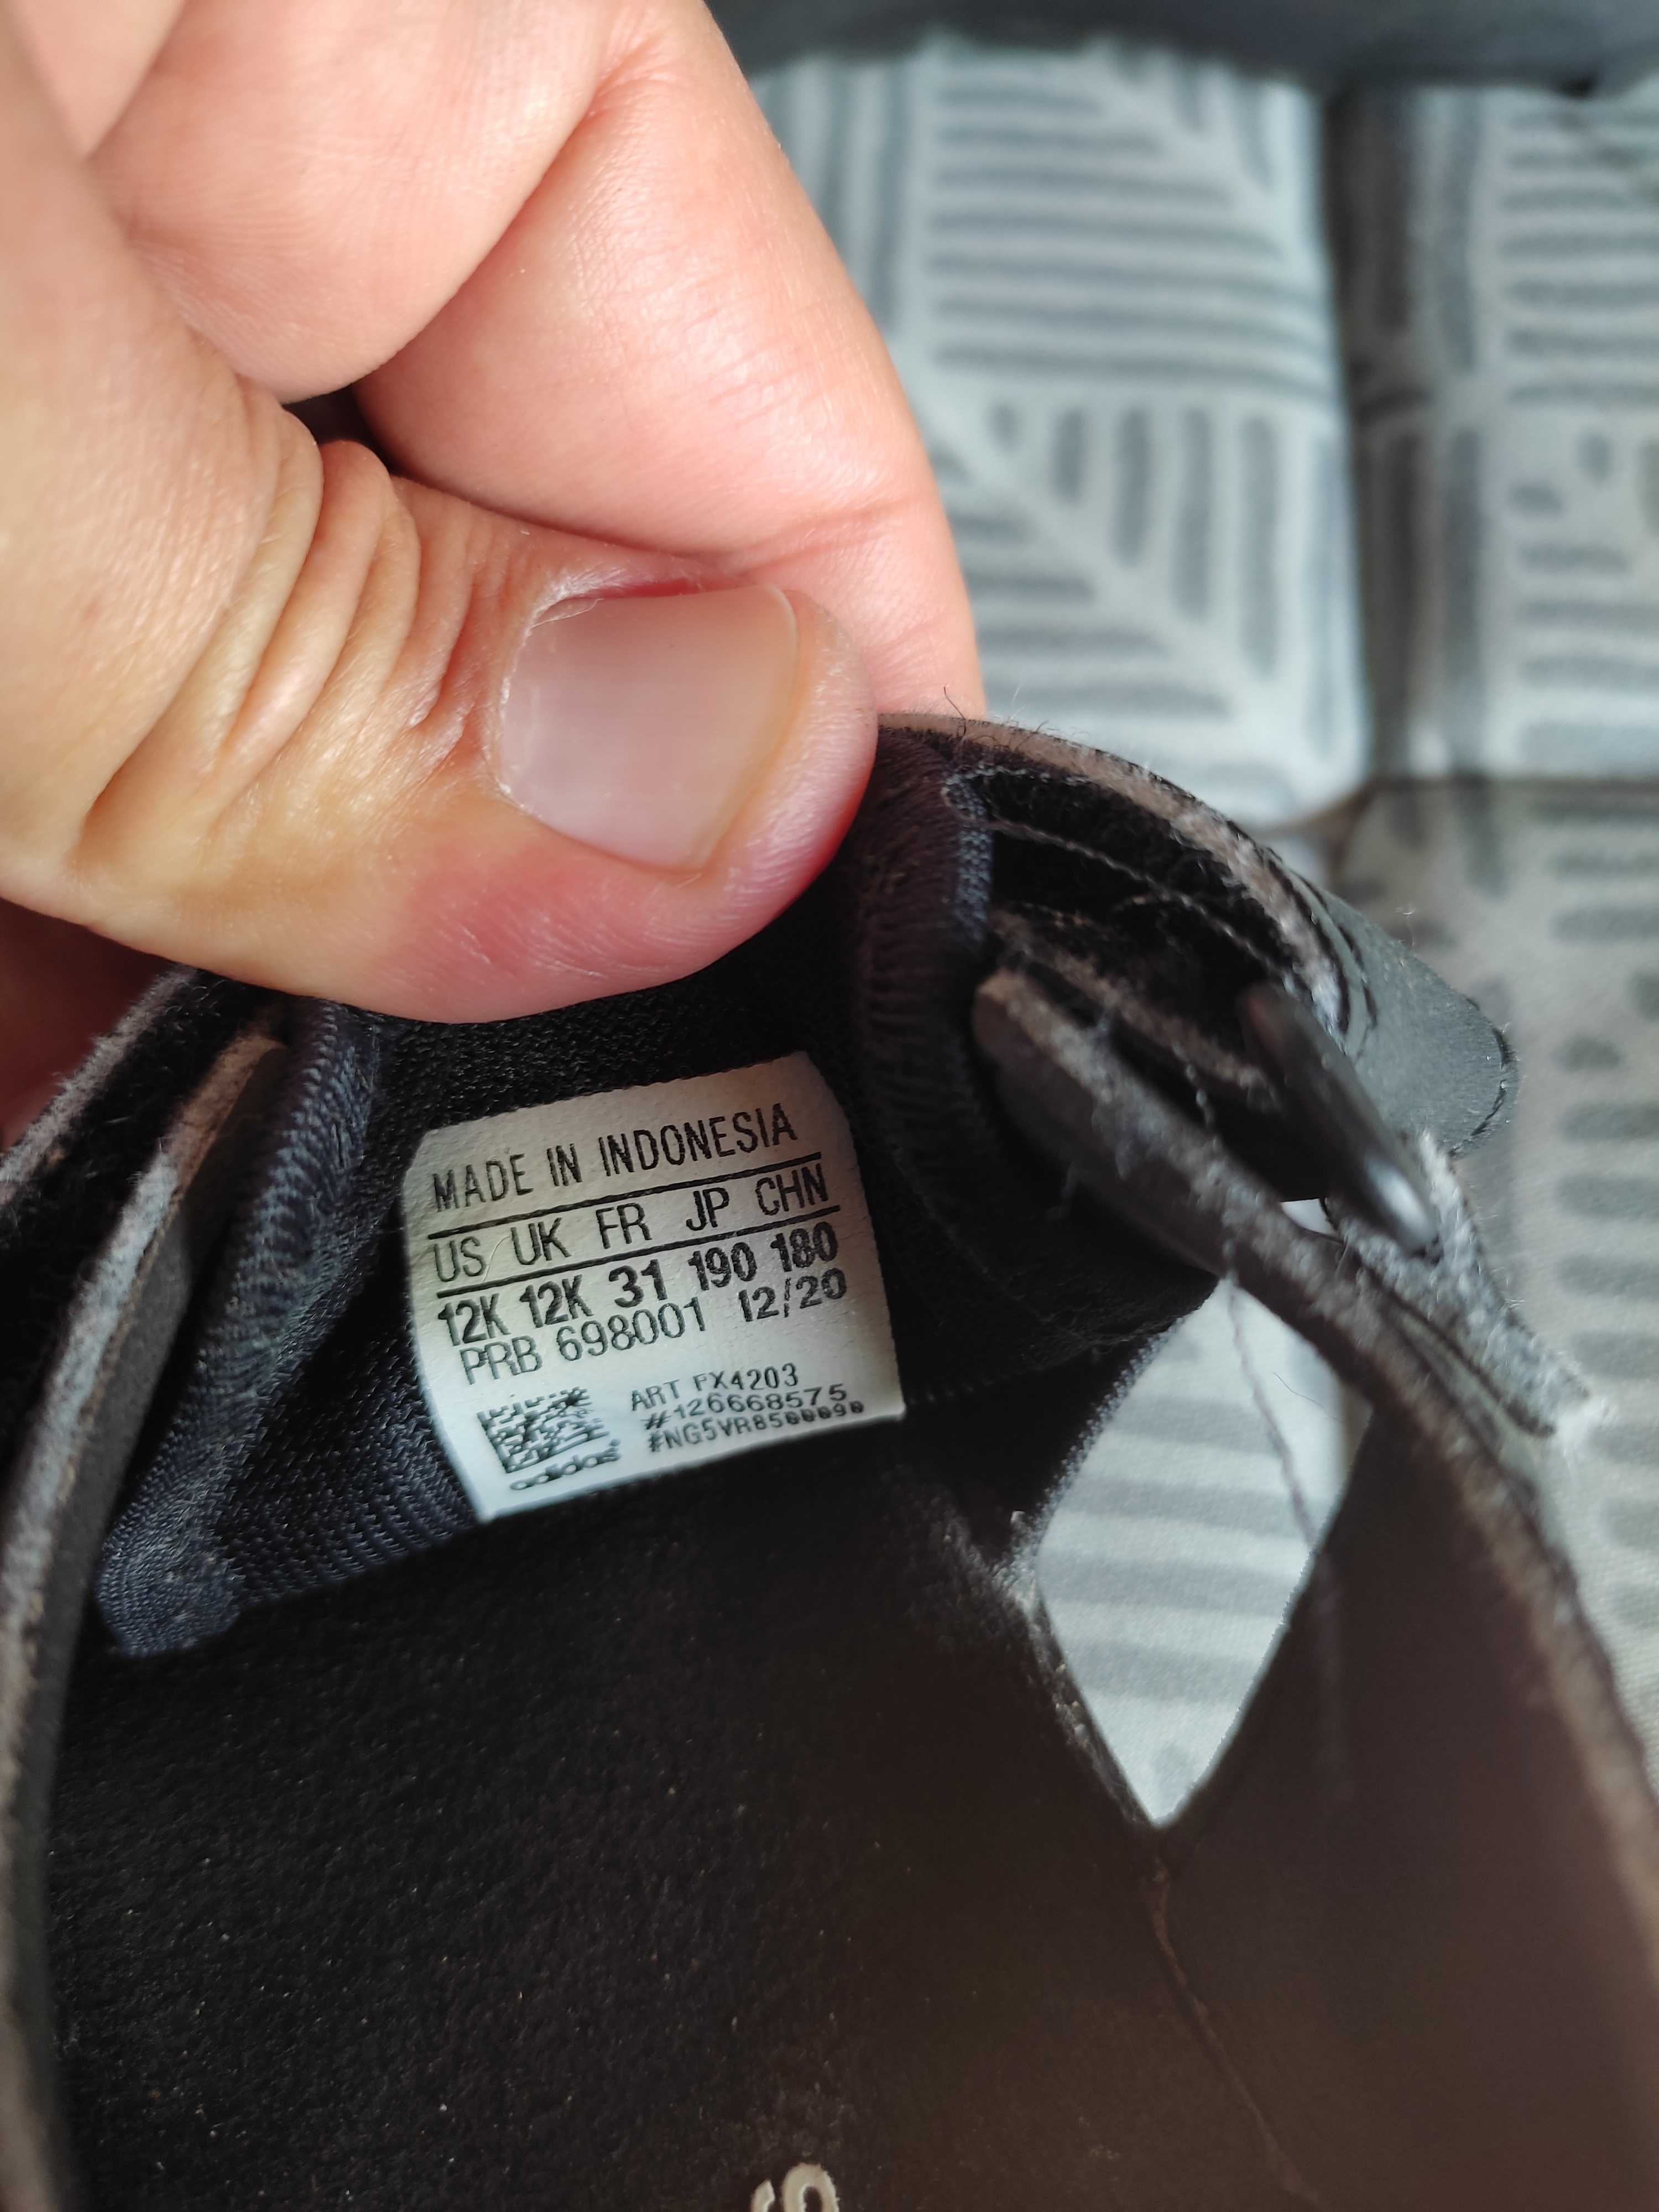 MADE IN INDONESIA
US UK FR JP CHN
12K 12K 31 190 180
PRB 698001 12/20
ART FX4203
#126668575
#NG5VR8500090
adidas